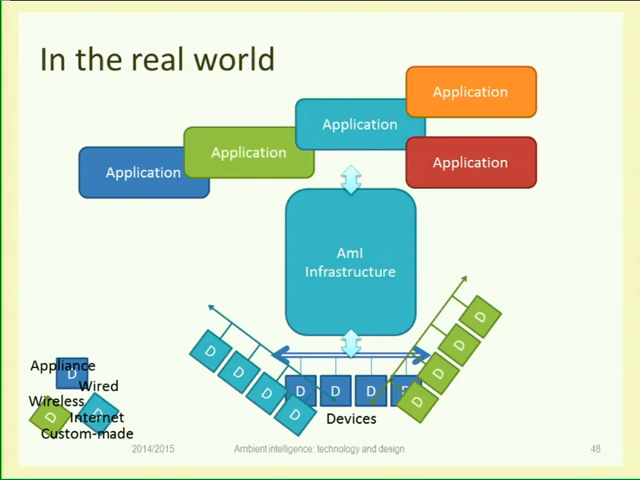 In the real world
Application
Application
Application
Application
Application
AmI
Infrastructure
D
D
D
D
D
D
D
D
D
D
D
D
Devices
Appliance
D
Wired
Wireless
D
D
Internet
Custom-made
2014/2015
Ambient intelligence: technology and design
48